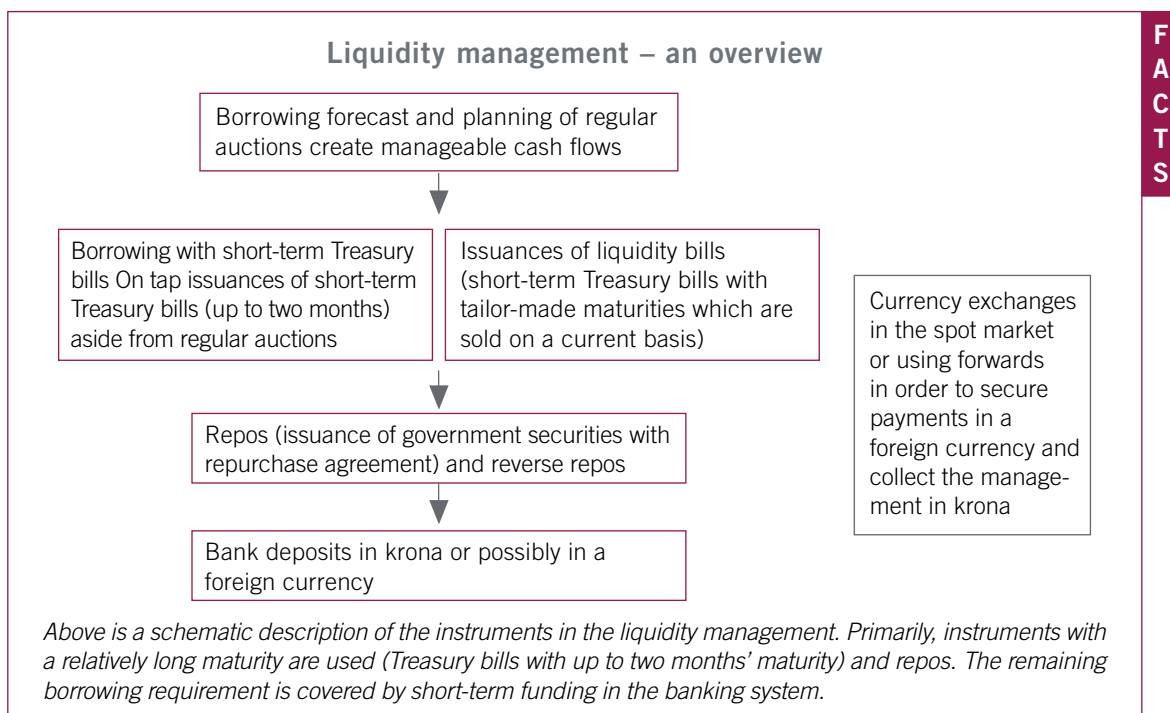 Liquidity management – an overview
F
A
C
T
S
Borrowing forecast and planning of regular
auctions create manageable cash flows
Borrowing with short-term Treasury
bills On tap issuances of short-term
Treasury bills (up to two months)
aside from regular auctions
Issuances of liquidity bills
(short-term Treasury bills with
tailor-made maturities which are
sold on a current basis)
Currency exchanges
in the spot market
or using forwards
in order to secure
payments in a
foreign currency and
collect the manage-
ment in krona
Repos (issuance of government securities with
repurchase agreement) and reverse repos
Bank deposits in krona or possibly in a
foreign currency
Above is a schematic description of the instruments in the liquidity management. Primarily, instruments with
a relatively long maturity are used (Treasury bills with up to two months’ maturity) and repos. The remaining
borrowing requirement is covered by short-term funding in the banking system.